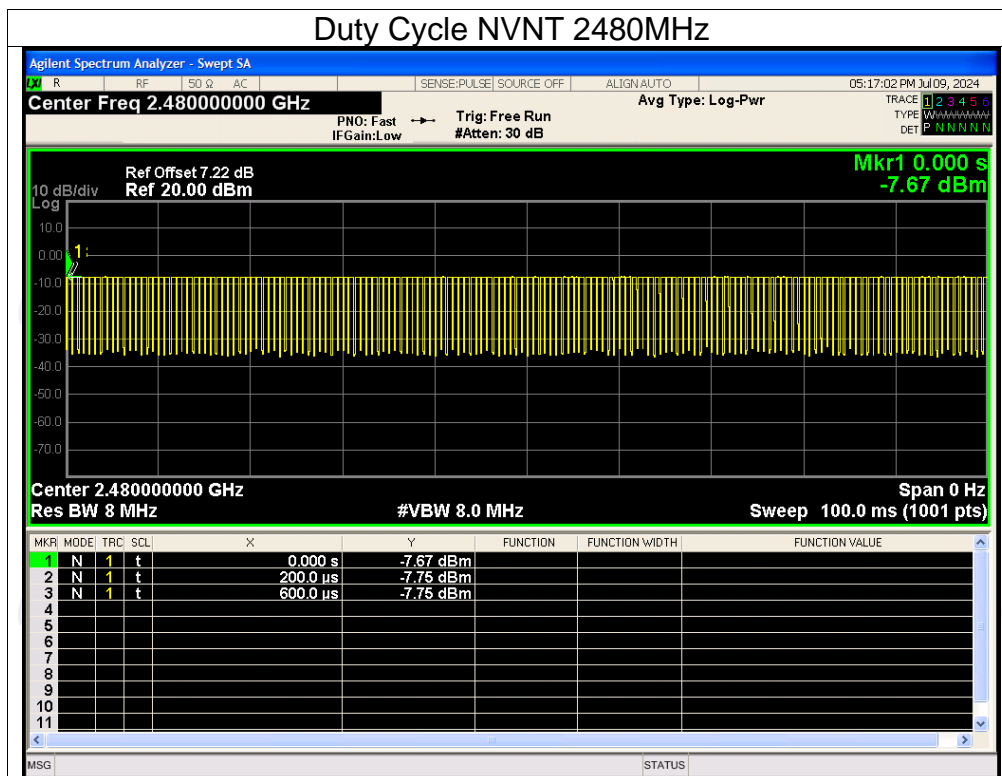 Duty Cycle NVNT 2480MHz
Agilent Spectrum Analyzer - Swept SA
LXI R RF 50 Ω AC SENSE:PULSE SOURCE OFF ALIGN AUTO 05:17:02 PM Jul 09, 2024
Center Freq 2.480000000 GHz Avg Type: Log-Pwr TRACE 1 2 3 4 5 6
PNO: Fast Trig: Free Run TYPE W
IFGain:Low #Atten: 30 dB DET P N N N N N
Mkr1 0.000 s
Ref Offset 7.22 dB -7.67 dBm
10 dB/div Ref 20.00 dBm
Log
10.0
0.00
1
-10.0
-20.0
-30.0
-40.0
-50.0
-60.0
-70.0
Center 2.480000000 GHz Span 0 Hz
Res BW 8 MHz #VBW 8.0 MHz Sweep 100.0 ms (1001 pts)
MKR MODE TRC SCL X Y FUNCTION FUNCTION WIDTH FUNCTION VALUE
1 N 1 t 0.000 s -7.67 dBm
2 N 1 t 200.0 µs -7.75 dBm
3 N 1 t 600.0 µs -7.75 dBm
4
5
6
7
8
9
10
11
MSG STATUS